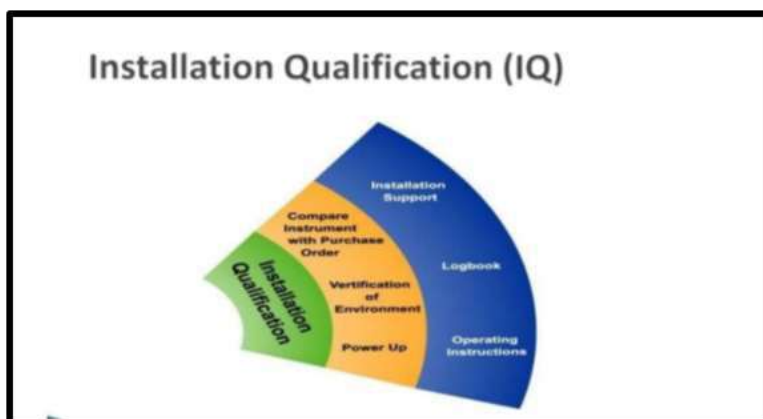 Installation Qualification (IQ)
Installation
Support
Logbook
Operating
Instructions
Compare
Instrument
with Purchase
Order
Vertification
of
Environment
Power Up
Installation
Qualification